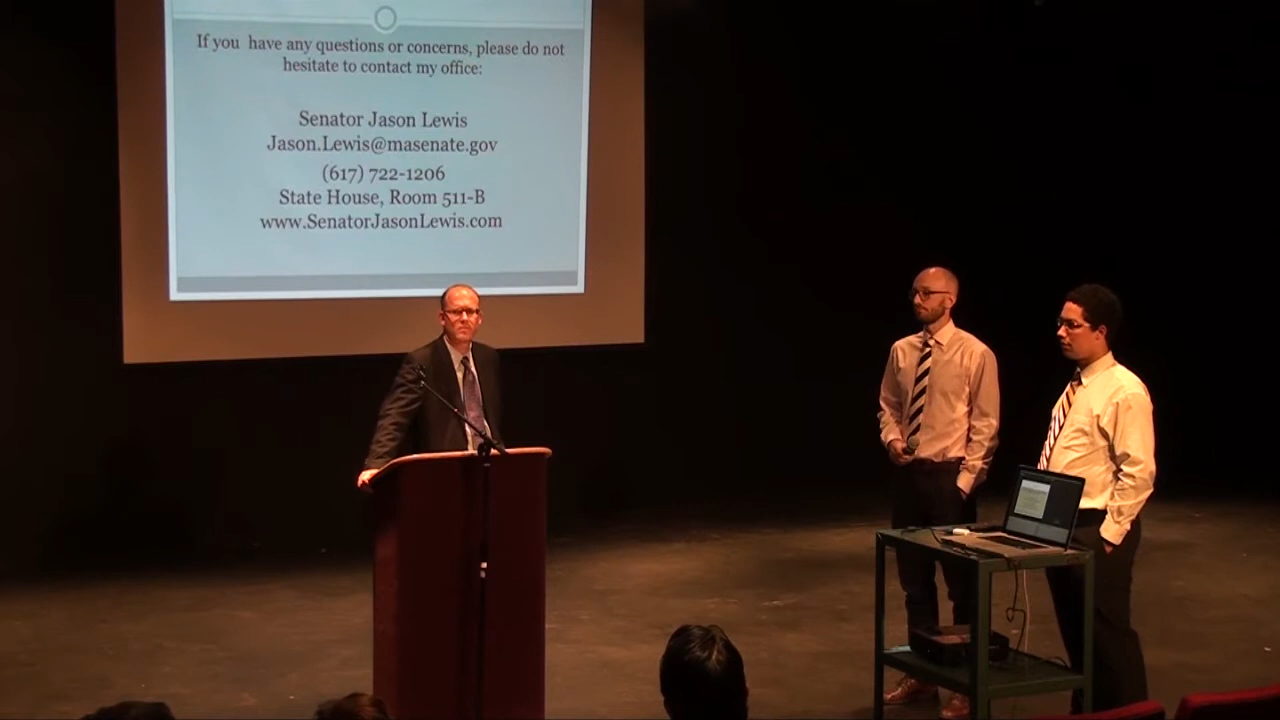 If you have any questions or concerns, please do not
hesitate to contact my office:
Senator Jason Lewis
Jason.Lewis@masenate.gov
(617) 722-1206
State House, Room 511-B
www.SenatorJasonLewis.com